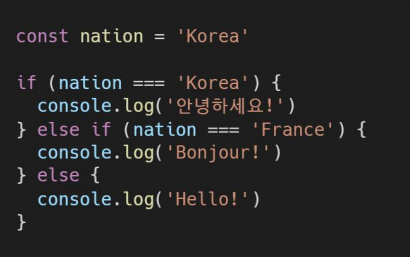 const nation = 'Korea'

if (nation === 'Korea') {
  console.log('안녕하세요!')
} else if (nation === 'France') {
  console.log('Bonjour!')
} else {
  console.log('Hello!')
}